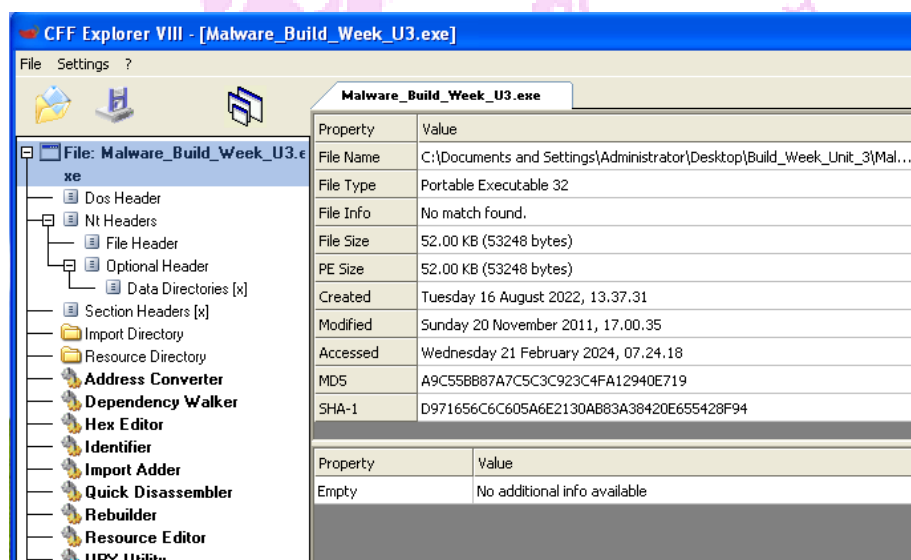 CFF Explorer VIII - [Malware_Build_Week_U3.exe]
File Settings ?
Malware_Build_Week_U3.exe
File: Malware_Build_Week_U3.e
xe
Dos Header
Nt Headers
File Header
Optional Header
Data Directories [x]
Section Headers [x]
Import Directory
Resource Directory
Address Converter
Dependency Walker
Hex Editor
Identifier
Import Adder
Quick Disassembler
Rebuilder
Resource Editor
UPX Utility
Property Value
File Name C:\Documents and Settings\Administrator\Desktop\Build_Week_Unit_3\Mal...
File Type Portable Executable 32
File Info No match found.
File Size 52.00 KB (53248 bytes)
PE Size 52.00 KB (53248 bytes)
Created Tuesday 16 August 2022, 13.37.31
Modified Sunday 20 November 2011, 17.00.35
Accessed Wednesday 21 February 2024, 07.24.18
MD5 A9C55BB87A7C5C3C923C4FA12940E719
SHA-1 D971656C6C605A6E2130AB83A38420E655428F94
Property Value
Empty No additional info available